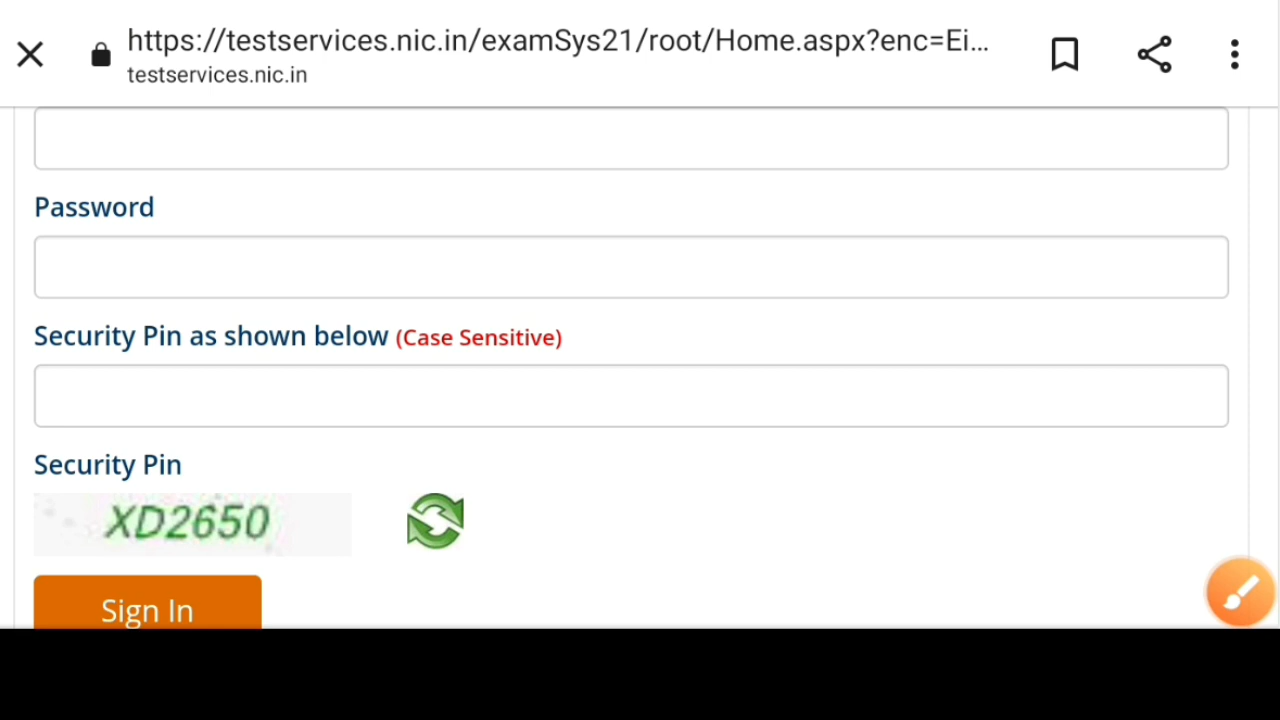 https://testservices.nic.in/examSys21/root/Home.aspx?enc=Ei...
testservices.nic.in
Password
Security Pin as shown below (Case Sensitive)
Security Pin
XD2650
Sign In